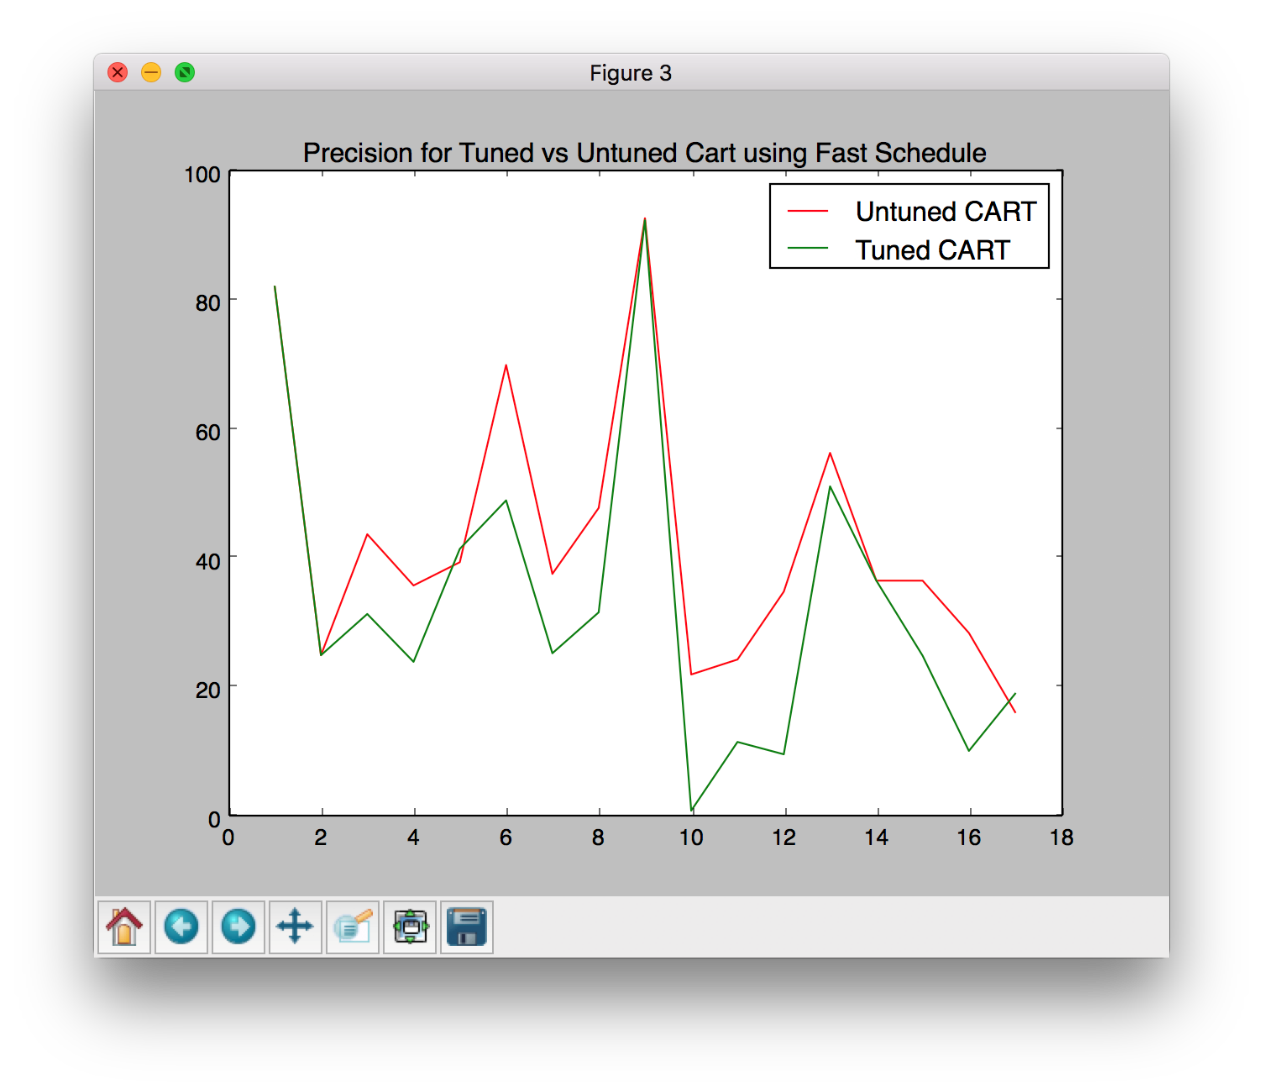 Figure 3
Precision for Tuned vs Untuned Cart using Fast Schedule
100
80
60
40
20
0
Untuned CART
Tuned CART
0 2 4 6 8 10 12 14 16 18